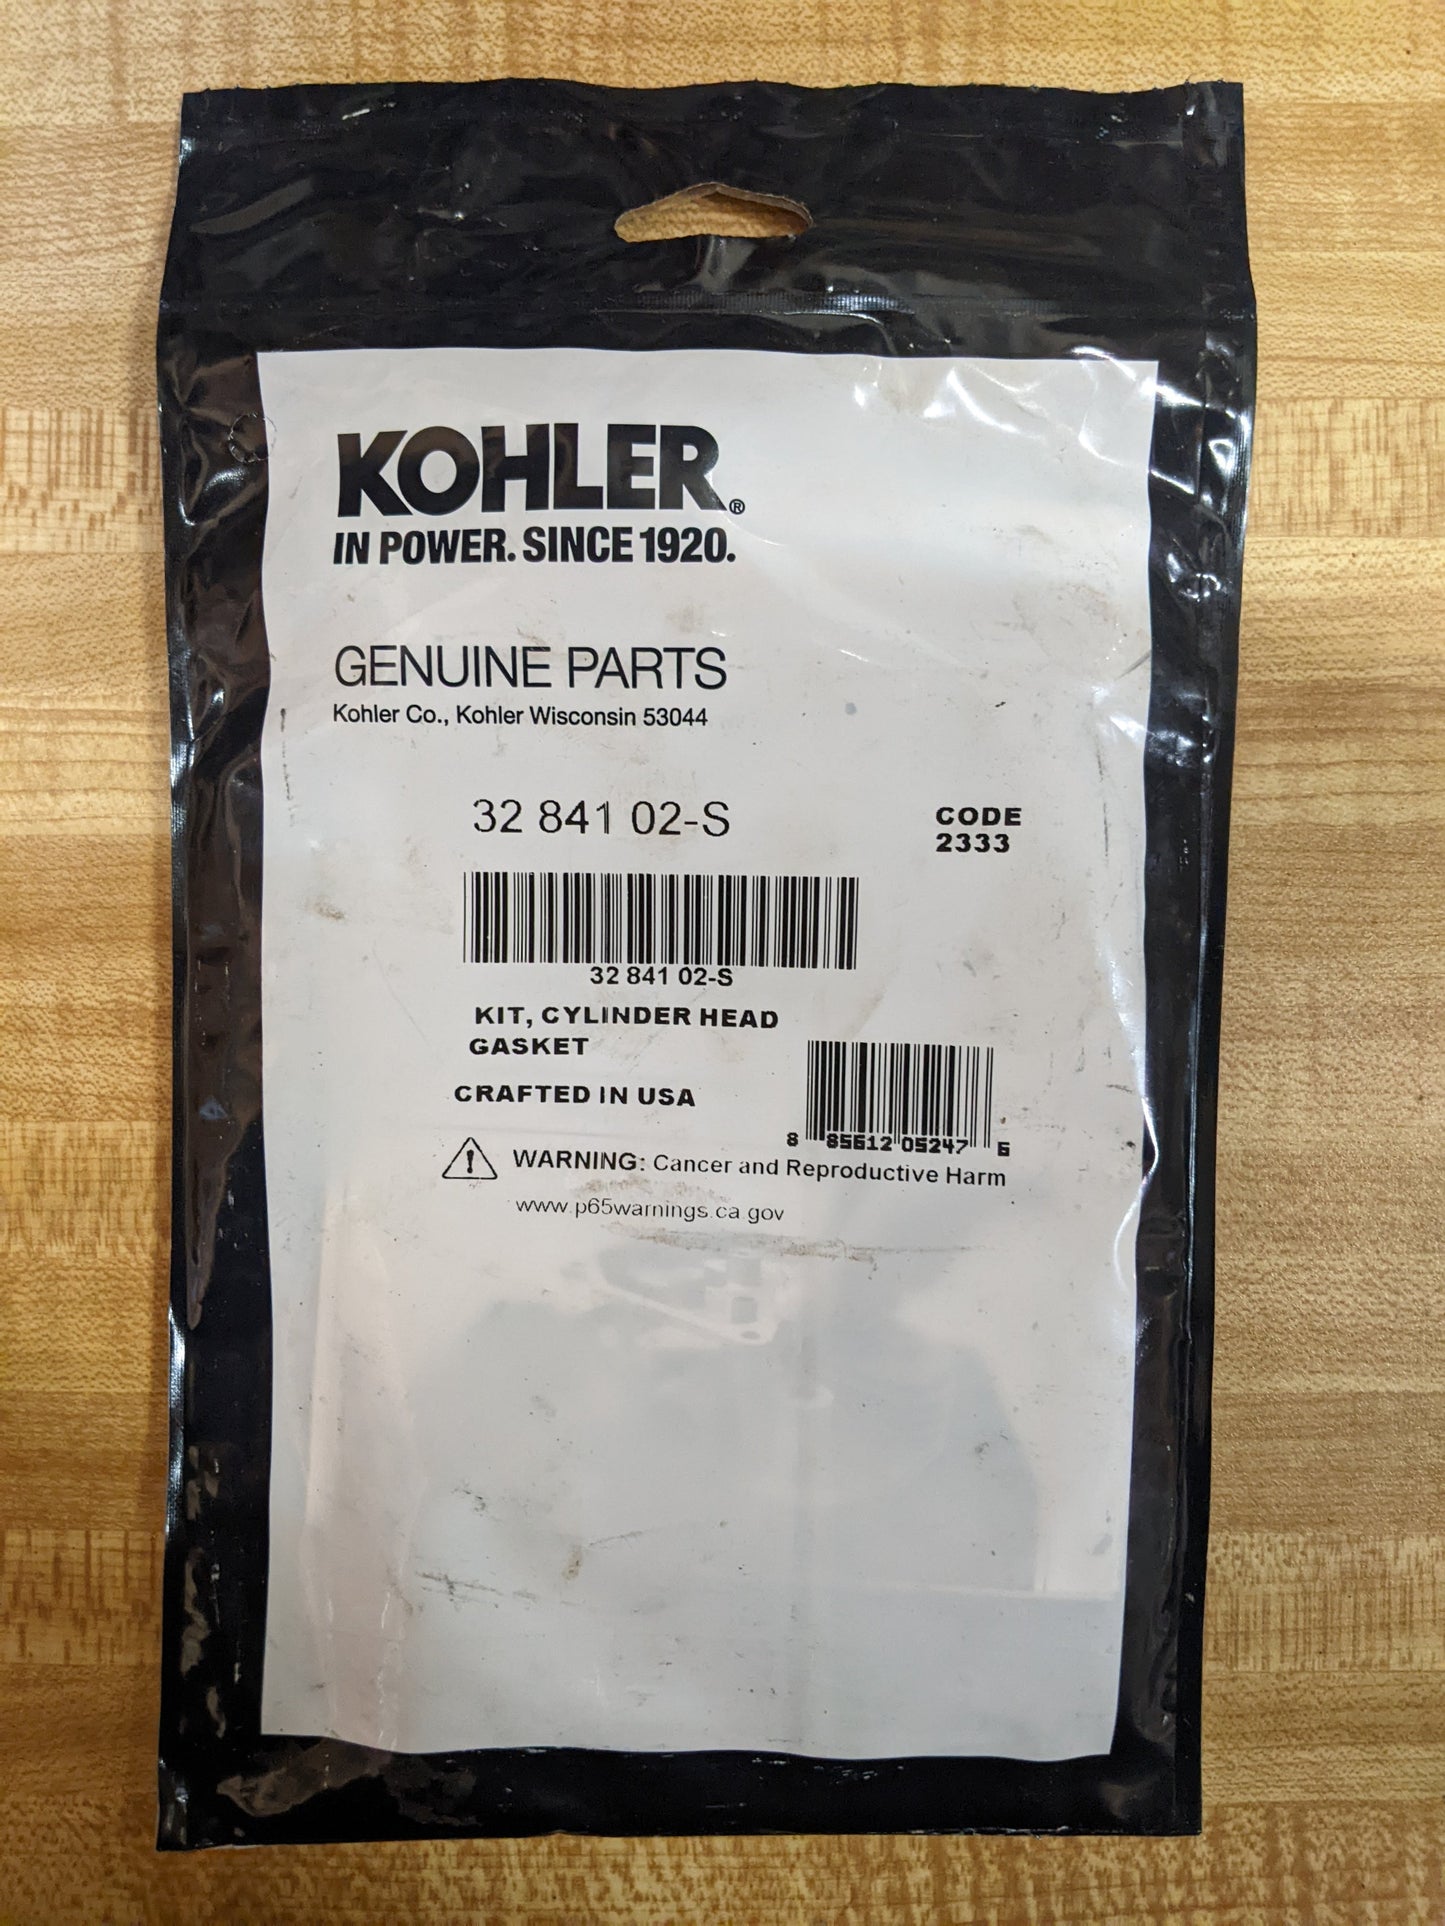 KOHLER®
IN POWER. SINCE 1920.
GENUINE PARTS
Kohler Co., Kohler Wisconsin 53044
32 841 02-S
CODE
2333
32 841 02-S
KIT, CYLINDER HEAD
GASKET
CRAFTED IN USA
8 85612 05247 6
WARNING: Cancer and Reproductive Harm
www.p65warnings.ca.gov